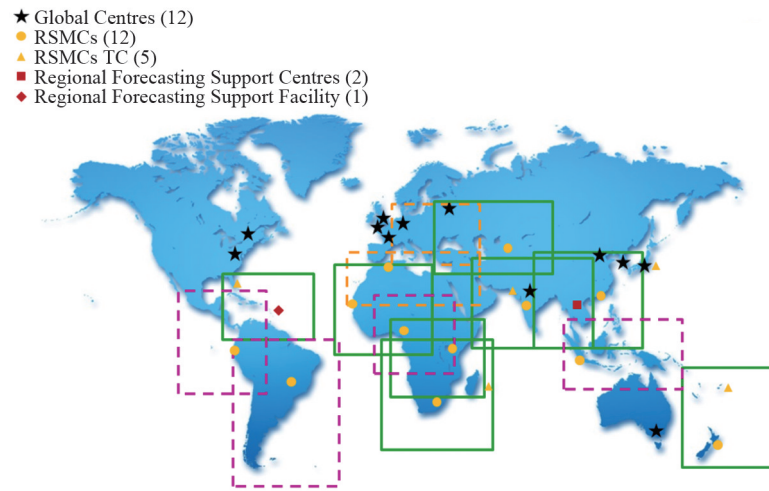 Global Centres (12)
RSMCs (12)
RSMCs TC (5)
Regional Forecasting Support Centres (2)
Regional Forecasting Support Facility (1)